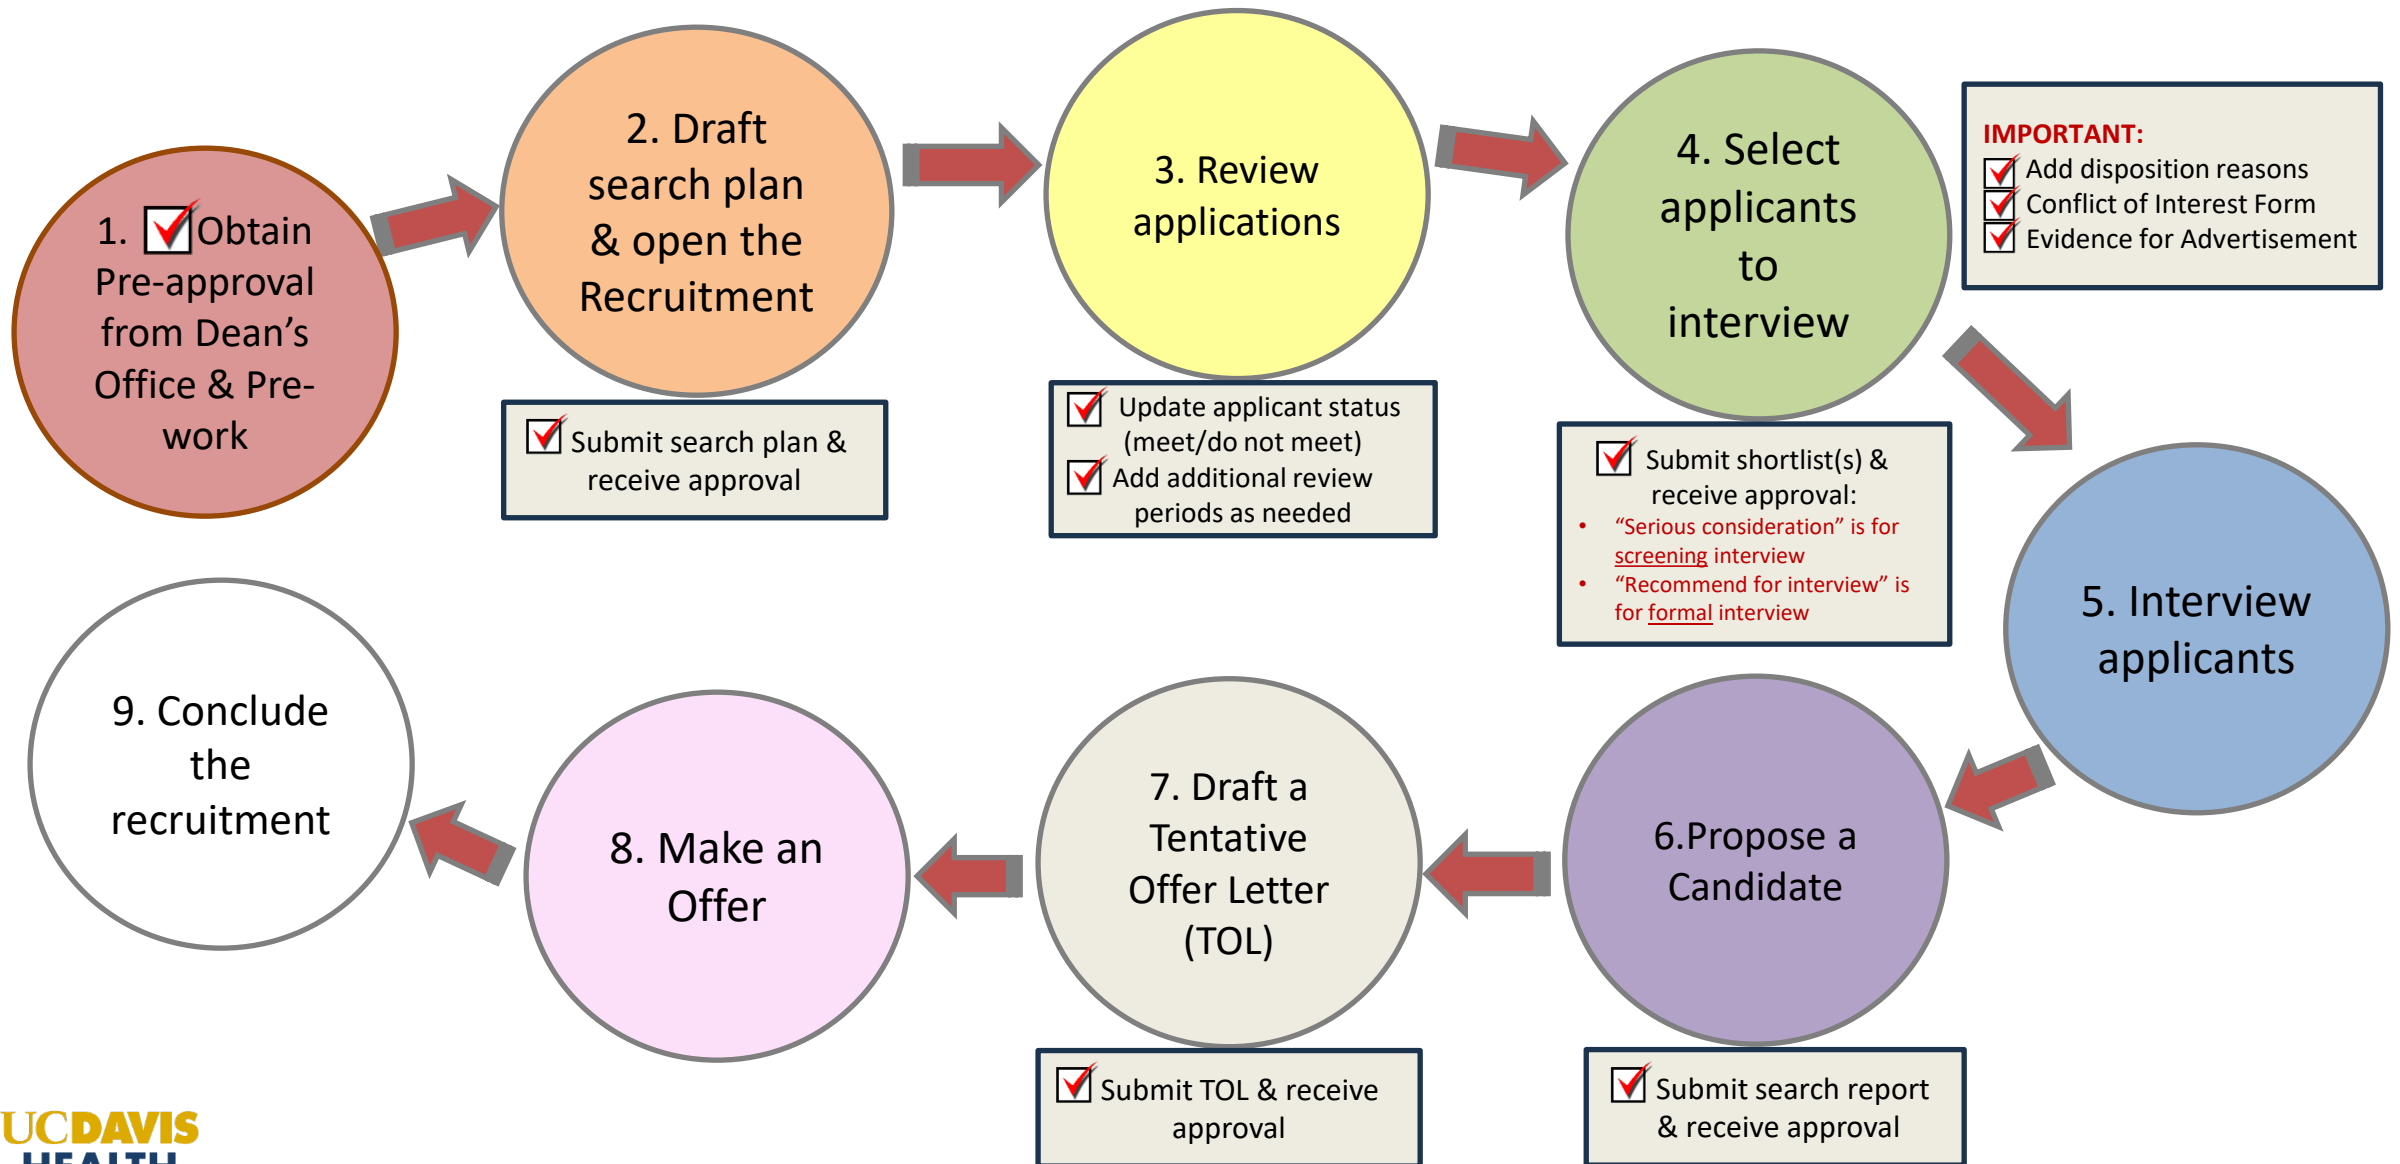 1. Obtain
Pre-approval
from Dean’s
Office & Pre-
work
2. Draft
search plan
& open the
Recruitment
Submit search plan &
receive approval
3. Review
applications
Update applicant status
(meet/do not meet)
Add additional review
periods as needed
4. Select
applicants
to
interview
IMPORTANT:
Add disposition reasons
Conflict of Interest Form
Evidence for Advertisement
Submit shortlist(s) &
receive approval:
• “Serious consideration” is for
screening interview
• “Recommend for interview” is
for formal interview
5. Interview
applicants
6.Propose a
Candidate
Submit search report
& receive approval
7. Draft a
Tentative
Offer Letter
(TOL)
Submit TOL & receive
approval
8. Make an
Offer
9. Conclude
the
recruitment
UCDAVIS
HEALTH